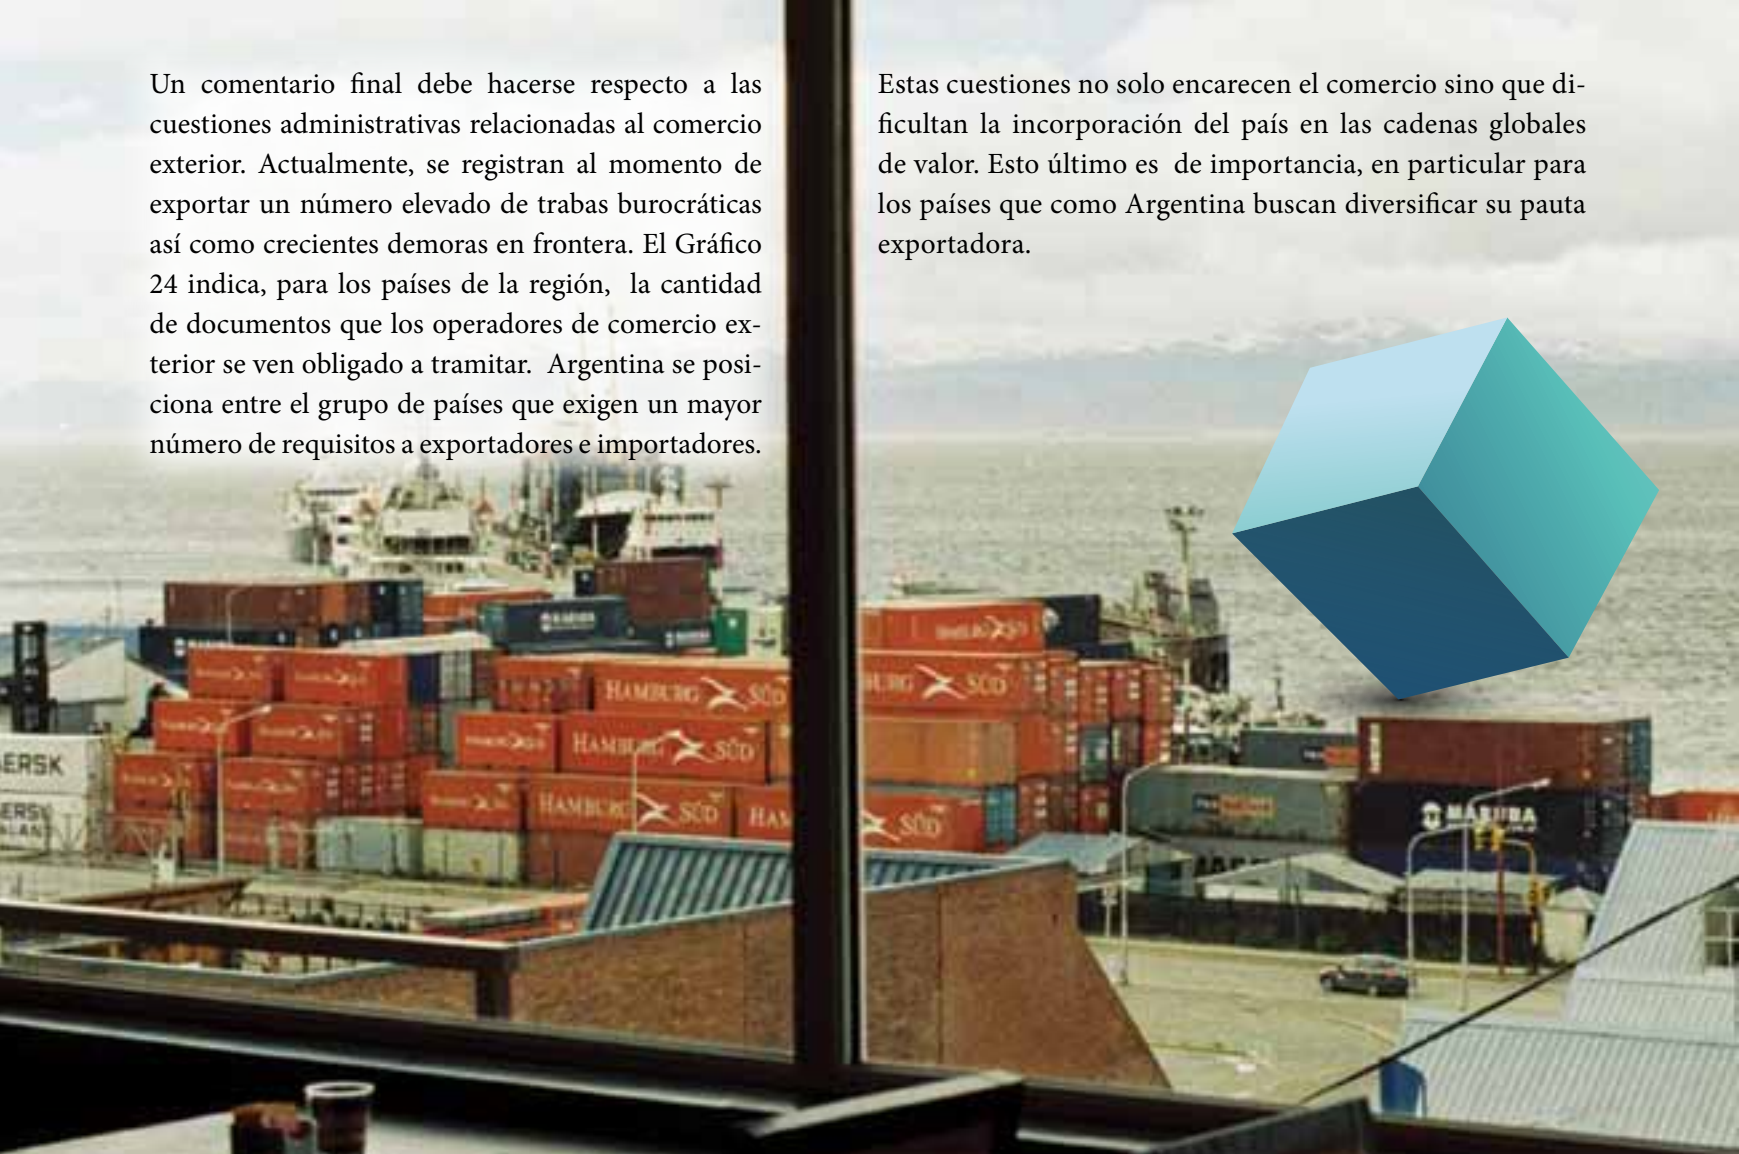 Un comentario final debe hacerse respecto a las
cuestiones administrativas relacionadas al comercio
exterior. Actualmente, se registran al momento de
exportar un número elevado de trabas burocráticas
así como crecientes demoras en frontera. El Gráfico
24 indica, para los países de la región,  la cantidad
de documentos que los operadores de comercio ex-
terior se ven obligado a tramitar.  Argentina se posi-
ciona entre el grupo de países que exigen un mayor
número de requisitos a exportadores e importadores.
Estas cuestiones no solo encarecen el comercio sino que di-
ficultan la incorporación del país en las cadenas globales
de valor. Esto último es  de importancia, en particular para
los países que como Argentina buscan diversificar su pauta
exportadora.
HAMBURG SÜD
BURG SÜD
HAMBURG SÜD
AERSK
HAMBURG SÜD
HAM
SÜD
MARUBA